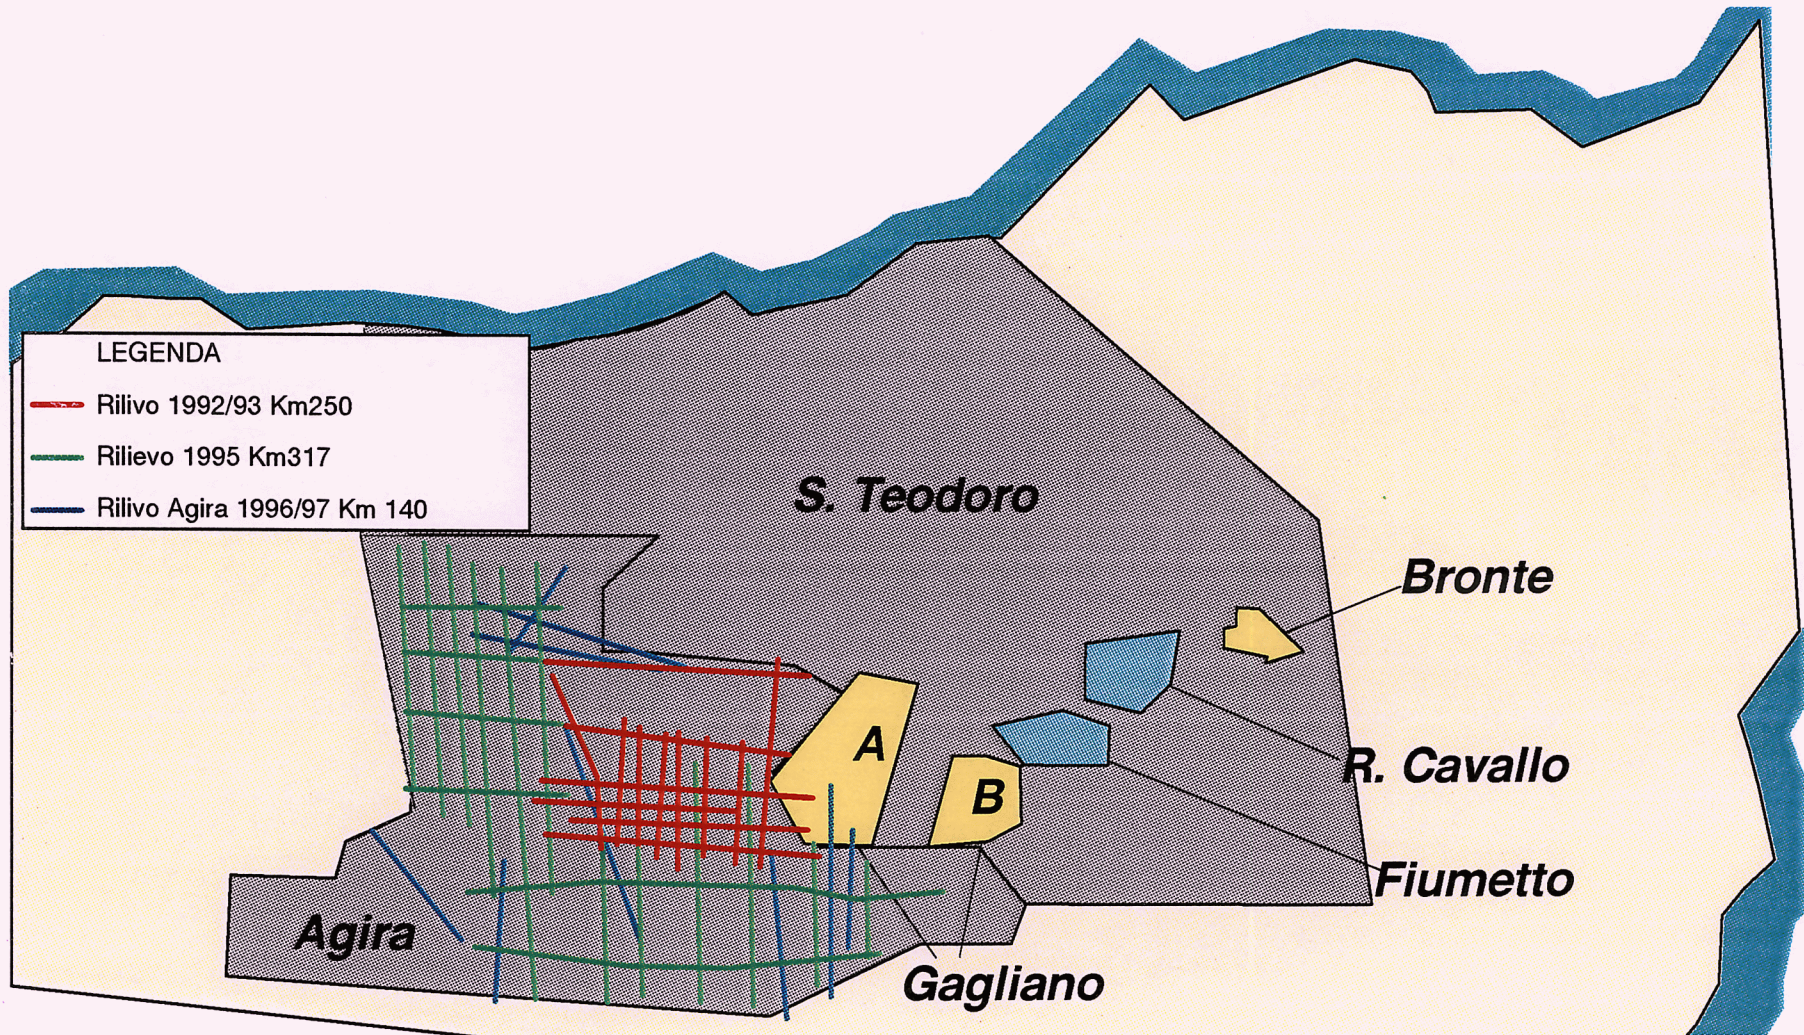 LEGENDA
Rilivo 1992/93 Km250
Rilievo 1995 Km317
Rilivo Agira 1996/97 Km 140
S. Teodoro
Bronte
A
R. Cavallo
B
Fiumetto
Agira
Gagliano